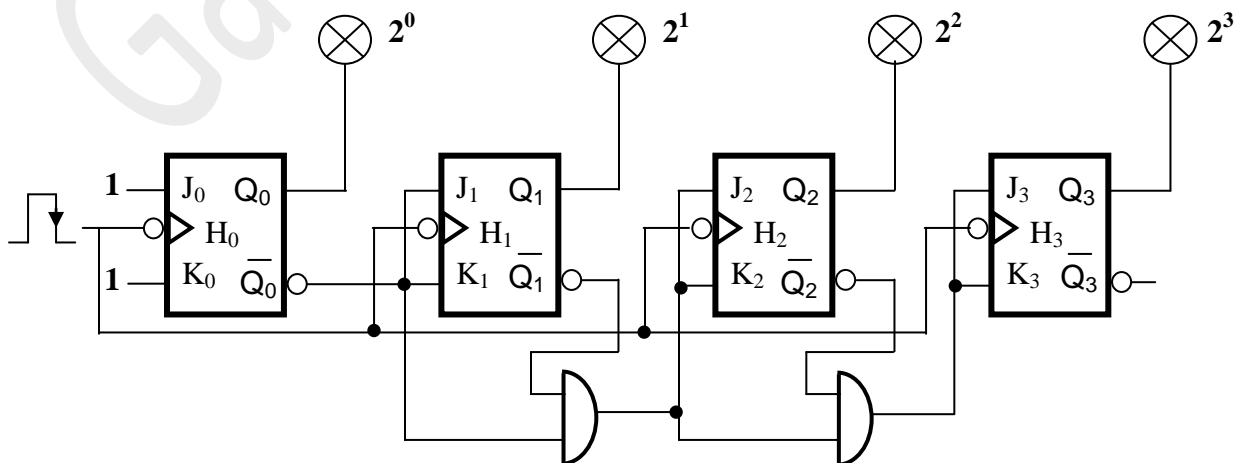 2⁰ 2¹ 2² 2³
1 J₀ Q₀ J₁ Q₁ J₂ Q₂ J₃ Q₃
H₀ H₁ H₂ H₃
1 K₀ Q̅₀ K₁ Q̅₁ K₂ Q̅₂ K₃ Q̅₃